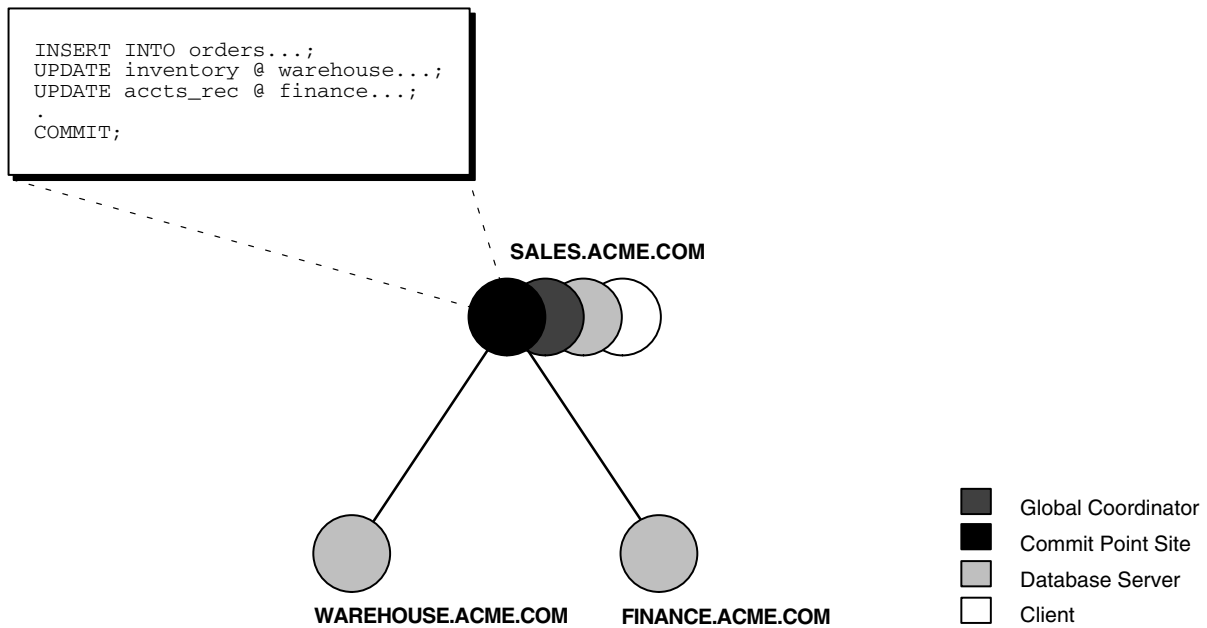 INSERT INTO orders...;
UPDATE inventory @ warehouse...;
UPDATE accts_rec @ finance...;
.
COMMIT;
SALES.ACME.COM
WAREHOUSE.ACME.COM
FINANCE.ACME.COM
Global Coordinator
Commit Point Site
Database Server
Client